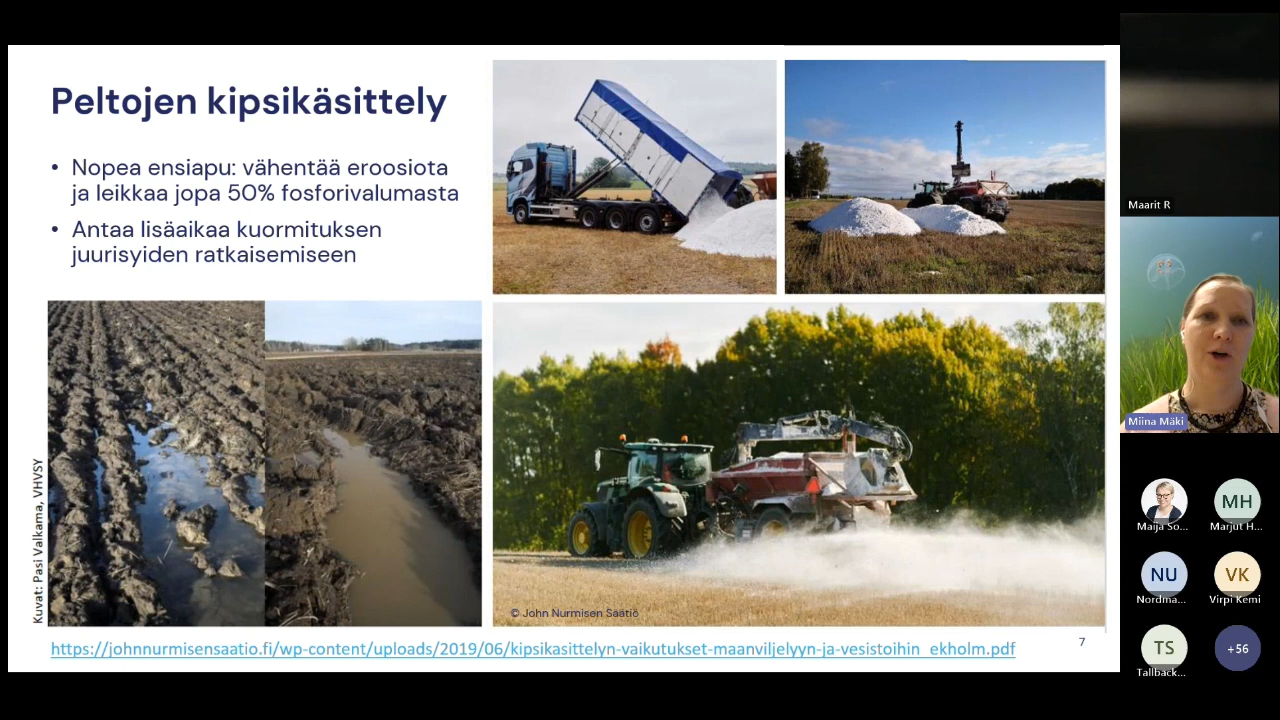 Peltojen kipsikäsittely
• Nopea ensiapu: vähentää eroosiota
ja leikkaa jopa 50% fosforivalumasta
• Antaa lisäaikaa kuormituksen
juurisyiden ratkaisemiseen
Kuvat: Pasi Valkama, VHVSY
© John Nurmisen Säätiö
https://johnnurmisensaatio.fi/wp-content/uploads/2019/06/kipsikasittelyn-vaikutukset-maanviljelyyn-ja-vesistoihin_ekholm.pdf
7
Maarit R
Miina Mäki
Maija So...
MH
Marjut H...
NU
Nordma...
VK
Virpi Kemi
TS
Tallbäck...
+56